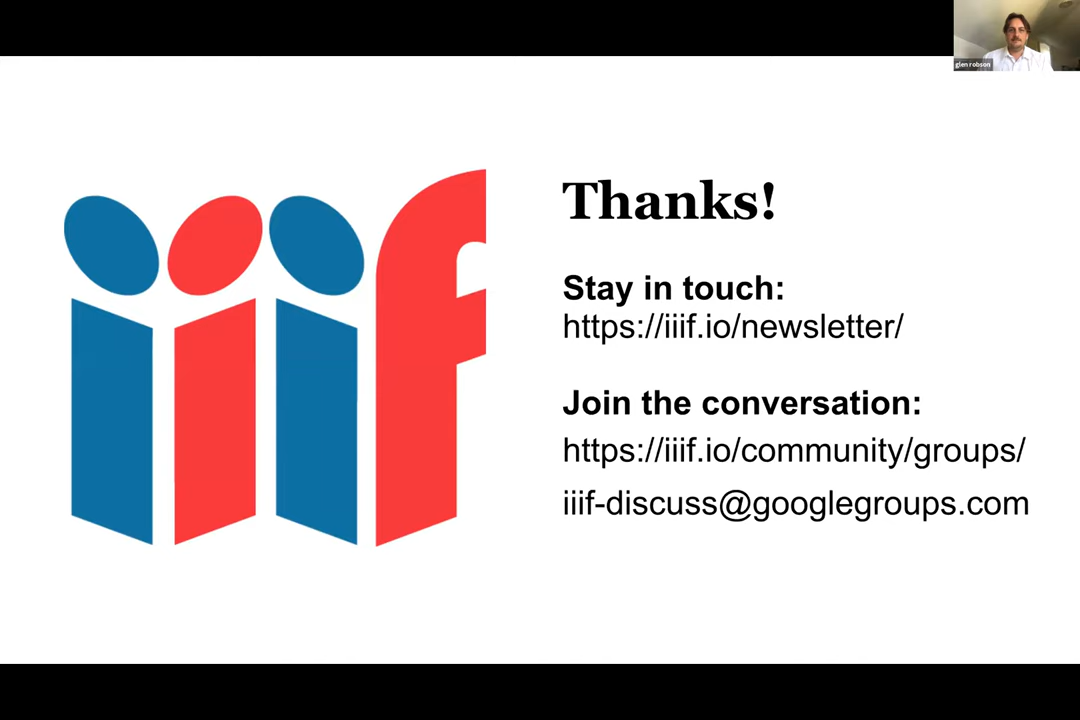 glen robson
iiif
Thanks!
Stay in touch:
https://iiif.io/newsletter/
Join the conversation:
https://iiif.io/community/groups/
iiif-discuss@googlegroups.com